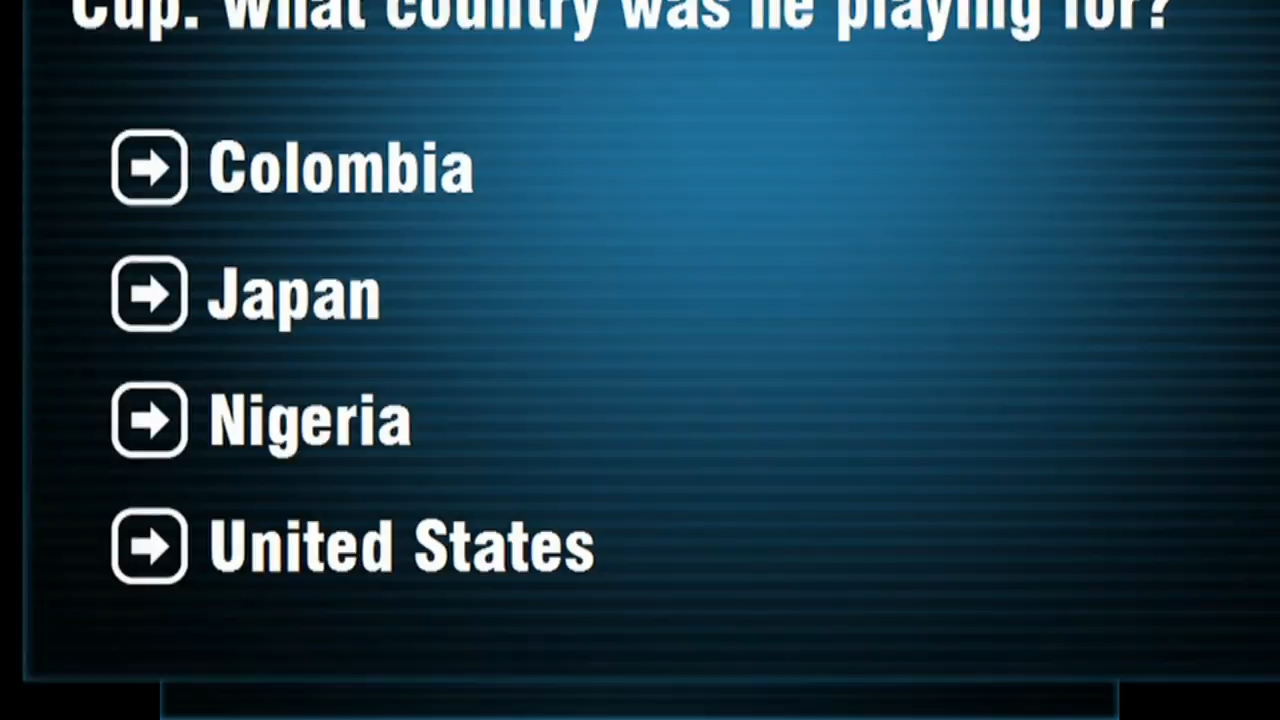 Cup. What country was he playing for?
Colombia
Japan
Nigeria
United States